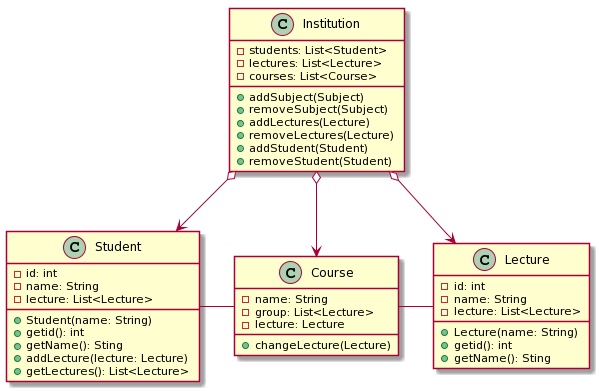 C Institution
students: List<Student>
lectures: List<Lecture>
courses: List<Course>
addSubject(Subject)
removeSubject(Subject)
addLectures(Lecture)
removeLectures(Lecture)
addStudent(Student)
removeStudent(Student)
C Student
id: int
name: String
lecture: List<Lecture>
Student(name: String)
getid(): int
getName(): Sting
addLecture(lecture: Lecture)
getLectures(): List<Lecture>
C Course
name: String
group: List<Lecture>
lecture: Lecture
changeLecture(Lecture)
C Lecture
id: int
name: String
lecture: List<Lecture>
Lecture(name: String)
getid(): int
getName(): Sting